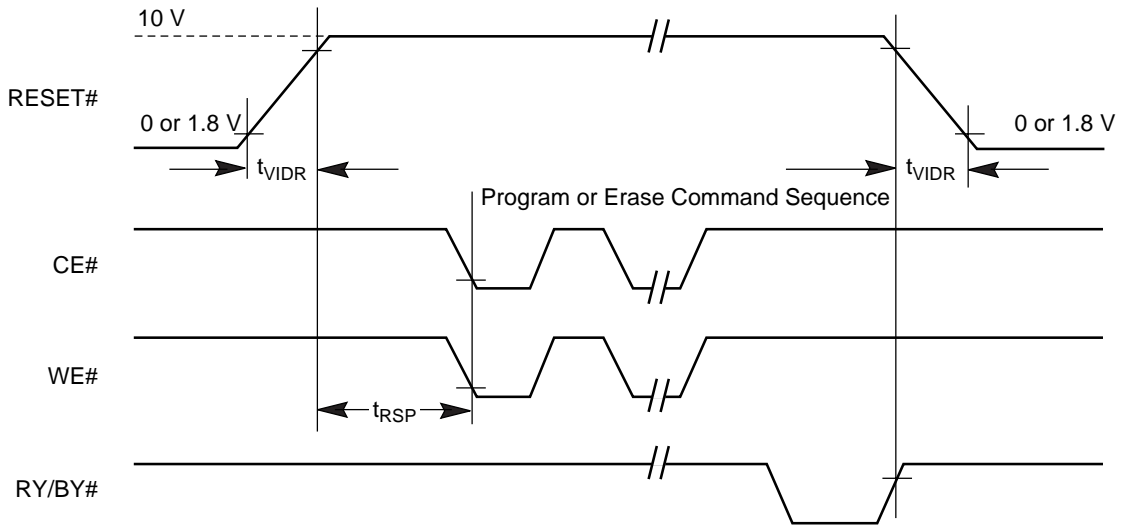 10 V
RESET#
0 or 1.8 V
0 or 1.8 V
tVIDR
tVIDR
Program or Erase Command Sequence
CE#
WE#
tRSP
RY/BY#